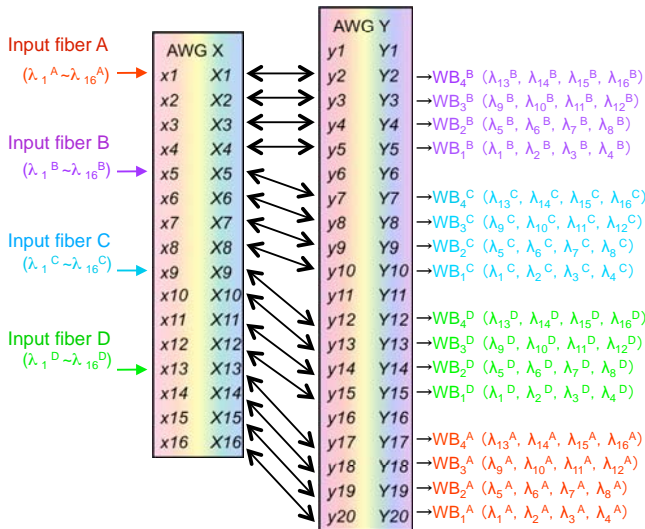 Input fiber A
(λ₁ᴬ~λ₁₆ᴬ)
Input fiber B
(λ₁ᴮ~λ₁₆ᴮ)
Input fiber C
(λ₁ᶜ~λ₁₆ᶜ)
Input fiber D
(λ₁ᴰ~λ₁₆ᴰ)
AWG X
x1 X1
x2 X2
x3 X3
x4 X4
x5 X5
x6 X6
x7 X7
x8 X8
x9 X9
x10 X10
x11 X11
x12 X12
x13 X13
x14 X14
x15 X15
x16 X16
AWG Y
y1 Y1
y2 Y2
y3 Y3
y4 Y4
y5 Y5
y6 Y6
y7 Y7
y8 Y8
y9 Y9
y10 Y10
y11 Y11
y12 Y12
y13 Y13
y14 Y14
y15 Y15
y16 Y16
y17 Y17
y18 Y18
y19 Y19
y20 Y20
WB₄ᴮ (λ₁₃ᴮ, λ₁₄ᴮ, λ₁₅ᴮ, λ₁₆ᴮ)
WB₃ᴮ (λ₉ᴮ, λ₁₀ᴮ, λ₁₁ᴮ, λ₁₂ᴮ)
WB₂ᴮ (λ₅ᴮ, λ₆ᴮ, λ₇ᴮ, λ₈ᴮ)
WB₁ᴮ (λ₁ᴮ, λ₂ᴮ, λ₃ᴮ, λ₄ᴮ)
WB₄ᶜ (λ₁₃ᶜ, λ₁₄ᶜ, λ₁₅ᶜ, λ₁₆ᶜ)
WB₃ᶜ (λ₉ᶜ, λ₁₀ᶜ, λ₁₁ᶜ, λ₁₂ᶜ)
WB₂ᶜ (λ₅ᶜ, λ₆ᶜ, λ₇ᶜ, λ₈ᶜ)
WB₁ᶜ (λ₁ᶜ, λ₂ᶜ, λ₃ᶜ, λ₄ᶜ)
WB₄ᴰ (λ₁₃ᴰ, λ₁₄ᴰ, λ₁₅ᴰ, λ₁₆ᴰ)
WB₃ᴰ (λ₉ᴰ, λ₁₀ᴰ, λ₁₁ᴰ, λ₁₂ᴰ)
WB₂ᴰ (λ₅ᴰ, λ₆ᴰ, λ₇ᴰ, λ₈ᴰ)
WB₁ᴰ (λ₁ᴰ, λ₂ᴰ, λ₃ᴰ, λ₄ᴰ)
WB₄ᴬ (λ₁₃ᴬ, λ₁₄ᴬ, λ₁₅ᴬ, λ₁₆ᴬ)
WB₃ᴬ (λ₉ᴬ, λ₁₀ᴬ, λ₁₁ᴬ, λ₁₂ᴬ)
WB₂ᴬ (λ₅ᴬ, λ₆ᴬ, λ₇ᴬ, λ₈ᴬ)
WB₁ᴬ (λ₁ᴬ, λ₂ᴬ, λ₃ᴬ, λ₄ᴬ)